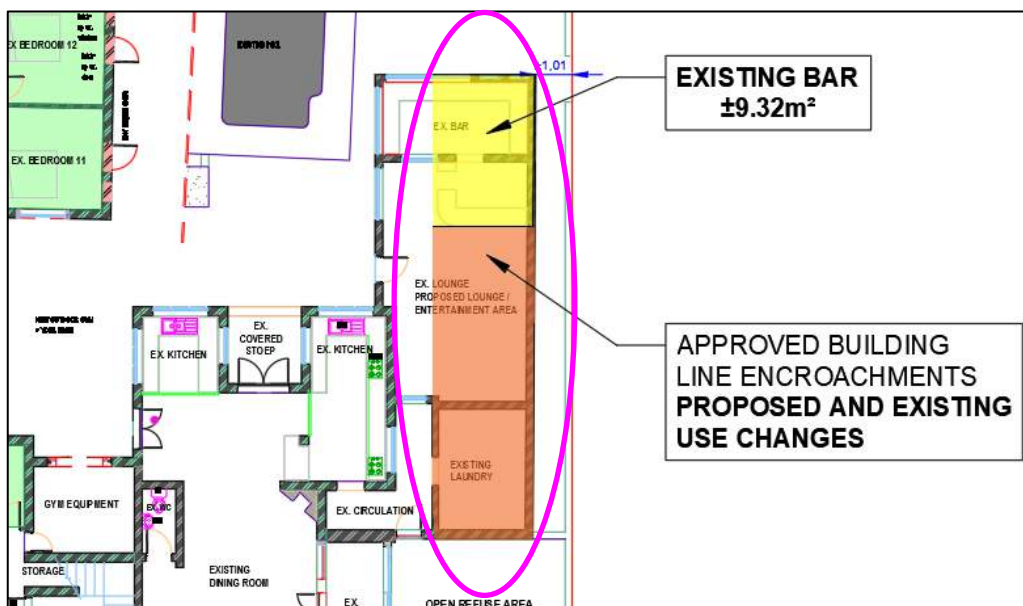 EX BEDROOM 12
EX. BEDROOM 11
-1,01
EXISTING BAR
±9.32m²
EX. BAR
EX. LOUNGE
PROPOSED LOUNGE /
ENTERTAINMENT AREA
APPROVED BUILDING
LINE ENCROACHMENTS
PROPOSED AND EXISTING
USE CHANGES
EX. KITCHEN
EX.
COVERED
STOEP
EX. KITCHEN
EXISTING
LAUNDRY
GYM EQUIPMENT
EX. WC
EX. CIRCULATION
STORAGE
EXISTING
DINING ROOM
EX.
OPEN REFUSE AREA